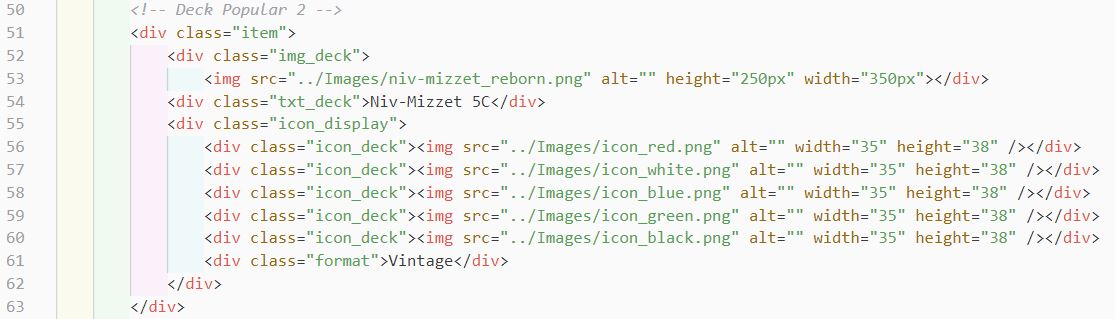 50 <!-- Deck Popular 2 -->
51 <div class="item">
52 <div class="img_deck">
53 <img src="../Images/niv-mizzet_reborn.png" alt="" height="250px" width="350px"></div>
54 <div class="txt_deck">Niv-Mizzet 5C</div>
55 <div class="icon_display">
56 <div class="icon_deck"><img src="../Images/icon_red.png" alt="" width="35" height="38" /></div>
57 <div class="icon_deck"><img src="../Images/icon_white.png" alt="" width="35" height="38" /></div>
58 <div class="icon_deck"><img src="../Images/icon_blue.png" alt="" width="35" height="38" /></div>
59 <div class="icon_deck"><img src="../Images/icon_green.png" alt="" width="35" height="38" /></div>
60 <div class="icon_deck"><img src="../Images/icon_black.png" alt="" width="35" height="38" /></div>
61 <div class="format">Vintage</div>
62 </div>
63 </div>